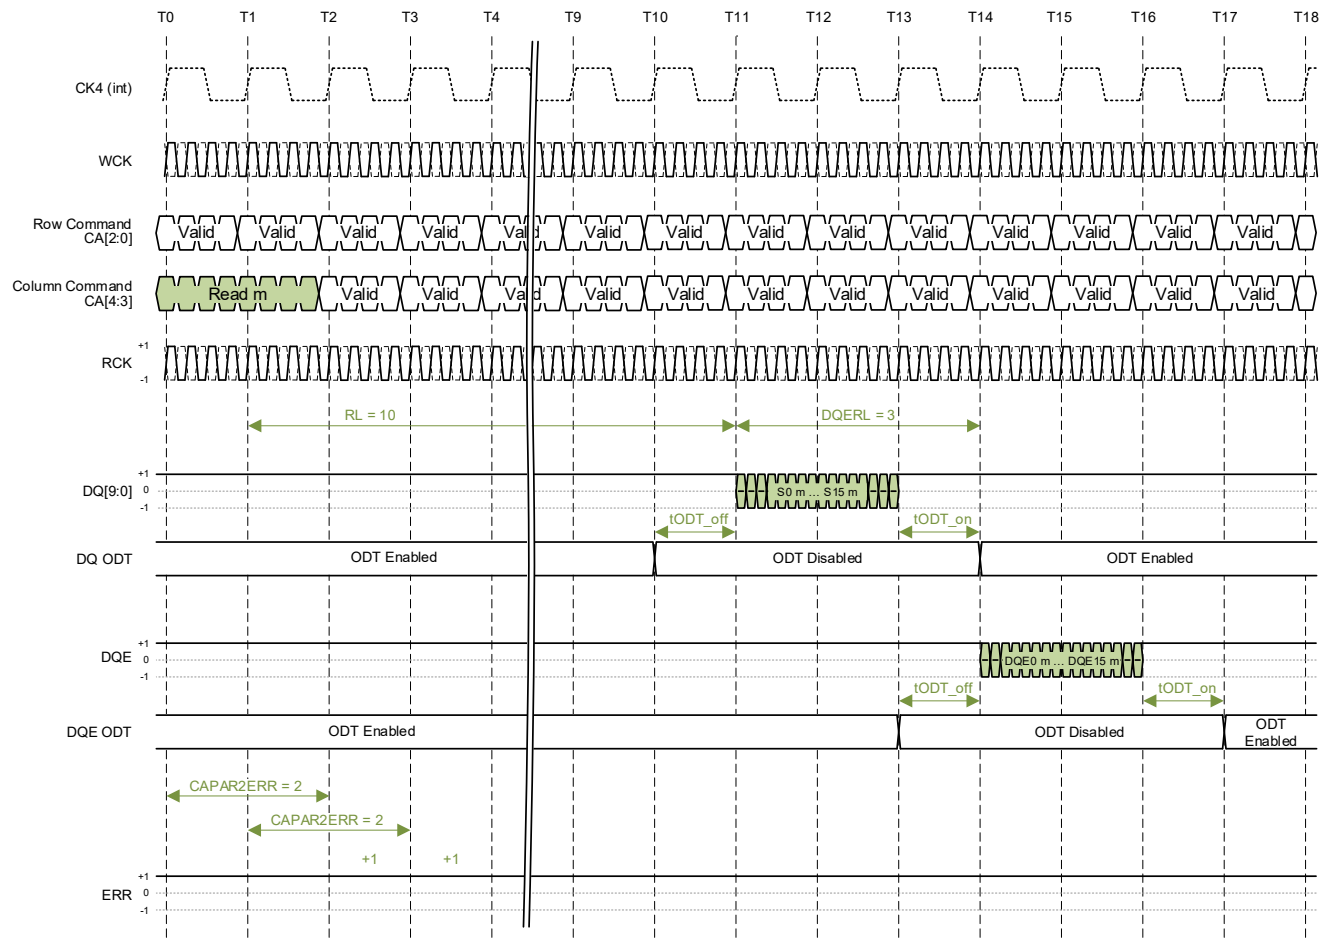 T0 T1 T2 T3 T4 T9 T10 T11 T12 T13 T14 T15 T16 T17 T18
CK4 (int)
WCK
Row Command
CA[2:0]
Valid Valid Valid Valid Valid Valid Valid Valid Valid Valid Valid Valid Valid Valid
Column Command
CA[4:3]
Read m Valid Valid Valid Valid Valid Valid Valid Valid Valid Valid Valid Valid
RCK
+1
-1
RL = 10 DQERL = 3
DQ[9:0]
+1
0
-1
S0 m ... S15 m
tODT_off tODT_on
DQ ODT
ODT Enabled ODT Disabled ODT Enabled
DQE
+1
0
-1
DQE0 m ... DQE15 m
tODT_off tODT_on
DQE ODT
ODT Enabled ODT Disabled ODT
Enabled
CAPAR2ERR = 2
CAPAR2ERR = 2
+1 +1
ERR
+1
0
-1